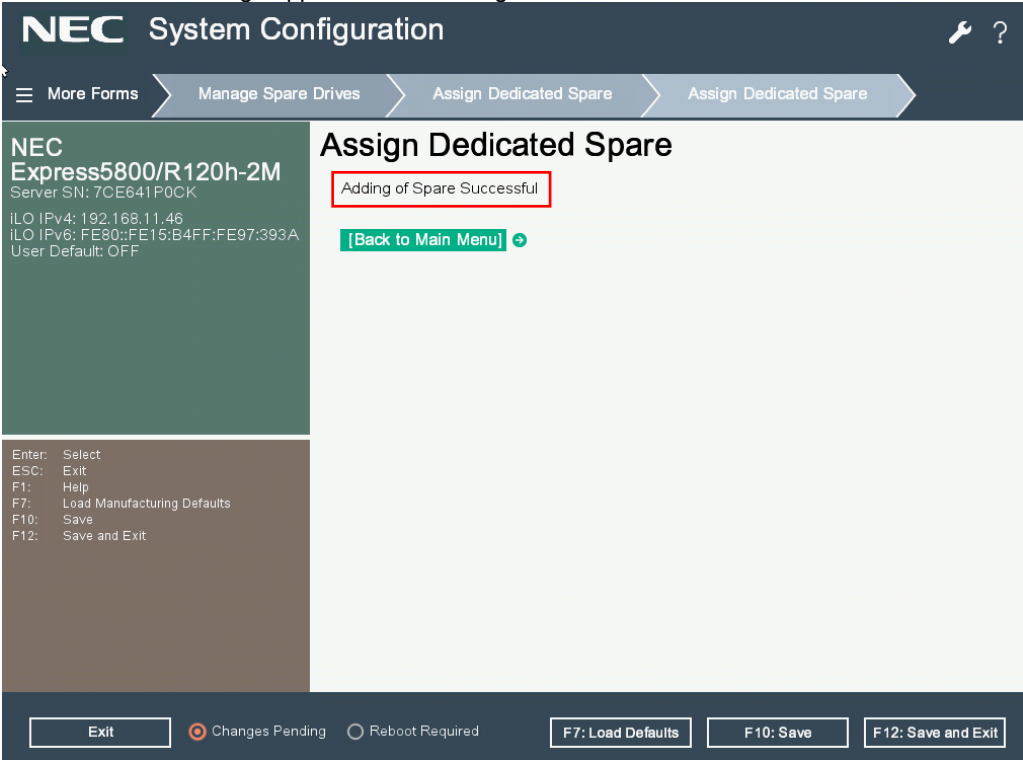 NEC System Configuration
?
More Forms
Manage Spare Drives
Assign Dedicated Spare
Assign Dedicated Spare
NEC
Express5800/R120h-2M
Server SN: 7CE641P0CK
iLO IPv4: 192.168.11.46
iLO IPv6: FE80::FE15:B4FF:FE97:393A
User Default: OFF
Assign Dedicated Spare
Adding of Spare Successful
[Back to Main Menu]
Enter: Select
ESC: Exit
F1: Help
F7: Load Manufacturing Defaults
F10: Save
F12: Save and Exit
Exit
Changes Pending
Reboot Required
F7: Load Defaults
F10: Save
F12: Save and Exit